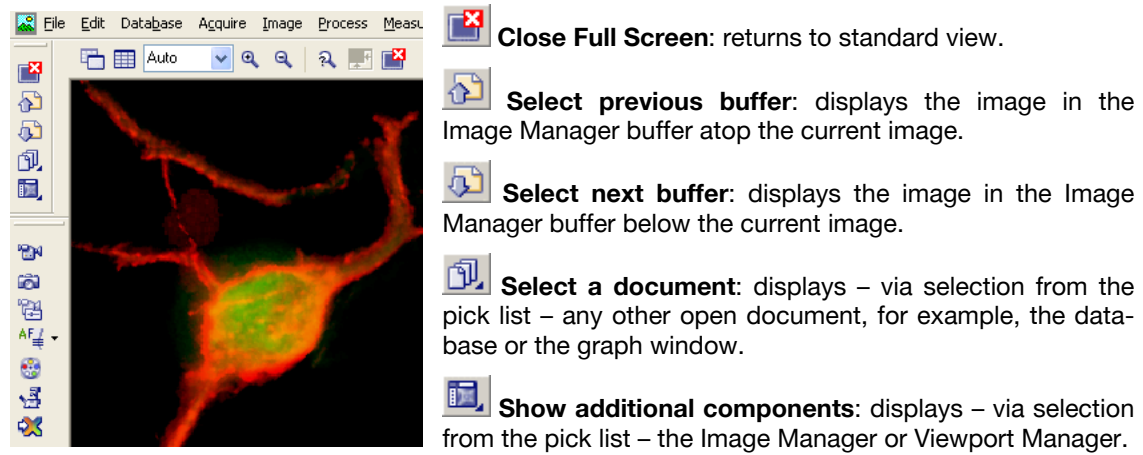 File Edit Database Acquire Image Process Measu
Auto
AF
Close Full Screen: returns to standard view.
Select previous buffer: displays the image in the
Image Manager buffer atop the current image.
Select next buffer: displays the image in the Image
Manager buffer below the current image.
Select a document: displays – via selection from the
pick list – any other open document, for example, the data-
base or the graph window.
Show additional components: displays – via selection
from the pick list – the Image Manager or Viewport Manager.